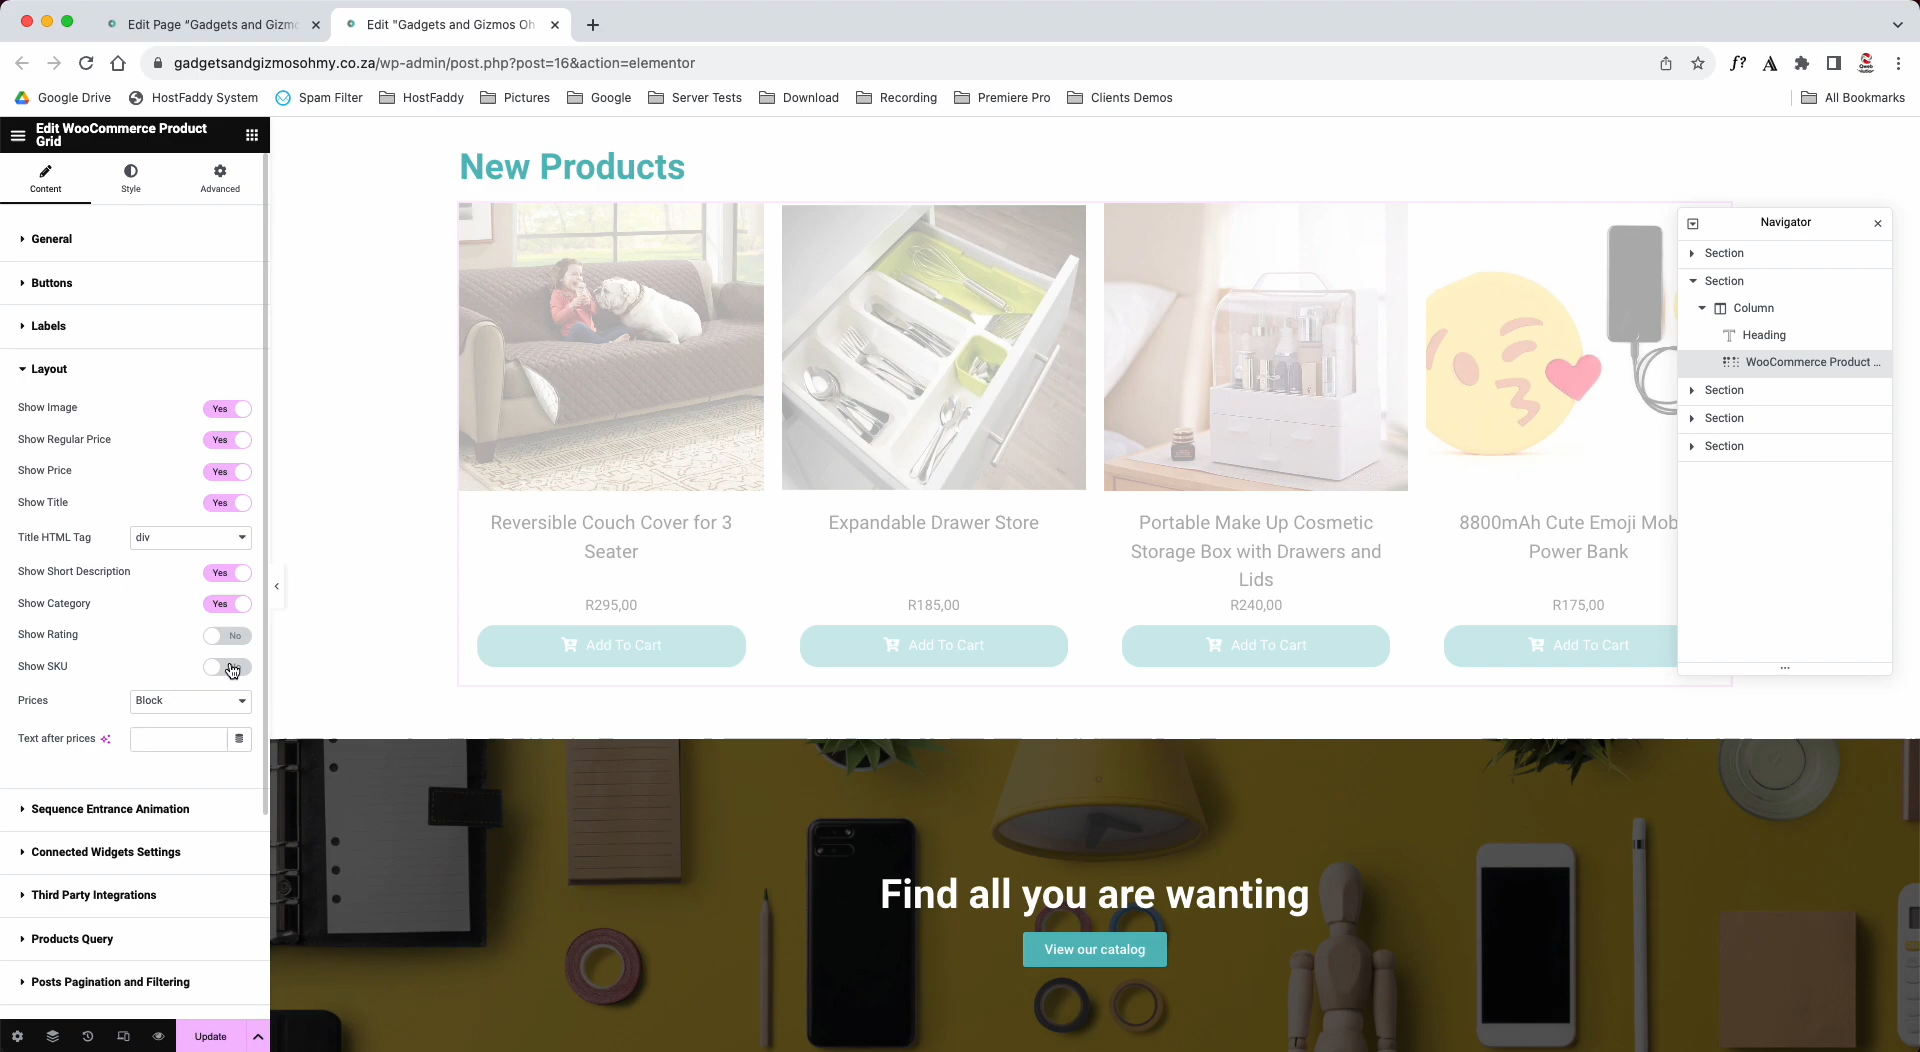 Edit Page “Gadgets and Gizmo
Edit "Gadgets and Gizmos Oh
gadgetsandgizmosohmy.co.za/wp-admin/post.php?post=16&action=elementor
Google Drive
HostFaddy System
Spam Filter
HostFaddy
Pictures
Google
Server Tests
Download
Recording
Premiere Pro
Clients Demos
All Bookmarks
Edit WooCommerce Product
Grid
Content
Style
Advanced
General
Buttons
Labels
Layout
Show Image
Yes
Show Regular Price
Yes
Show Price
Yes
Show Title
Yes
Title HTML Tag
div
Show Short Description
Yes
Show Category
Yes
Show Rating
No
Show SKU
Prices
Block
Text after prices
Sequence Entrance Animation
Connected Widgets Settings
Third Party Integrations
Products Query
Posts Pagination and Filtering
Update
New Products
Reversible Couch Cover for 3
Seater
R295,00
Add To Cart
Expandable Drawer Store
R185,00
Add To Cart
Portable Make Up Cosmetic
Storage Box with Drawers and
Lids
R240,00
Add To Cart
8800mAh Cute Emoji Mob
Power Bank
R175,00
Add To Cart
Navigator
Section
Section
Column
Heading
WooCommerce Product ...
Section
Section
Section
Find all you are wanting
View our catalog